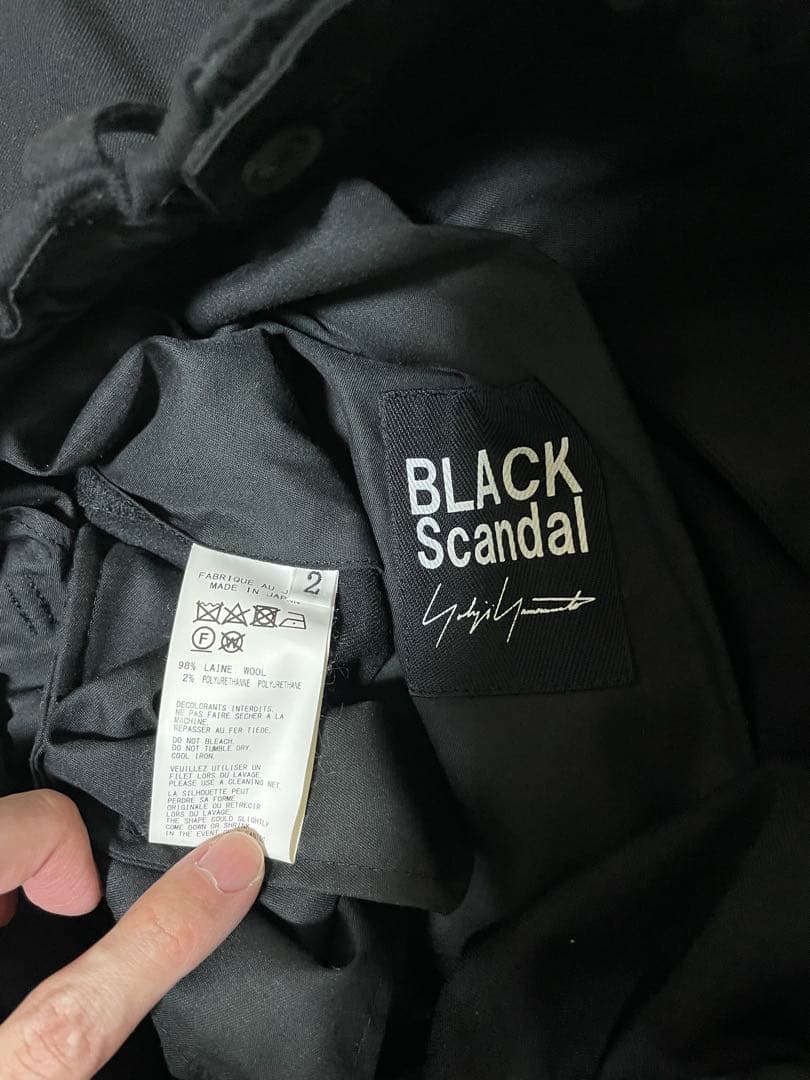 BLACK
Scandal
Yohji Yamamoto
2
FABRIQUE AU
MADE IN JAPAN
F
W
98% LAINE WOOL
2% POLYURETHANNE POLYURETHANE
DECOLORANTS INTERDITS.
NE PAS FAIRE SECHER A LA
MACHINE.
REPASSER AU FER TIEDE.
DO NOT BLEACH.
DO NOT TUMBLE DRY.
COOL IRON.
VEUILLEZ UTILISER UN
FILET LORS DU LAVAGE.
PLEASE USE A CLEANING NET.
LA SILHOUETTE PEUT
PERDRE SA FORME
ORIGINALE OU RETRECIR
LORS DU LAVAGE.
THE SHAPE COULD SLIGHTLY
COME DOWN OR SHRINK
IN THE EVENT OF